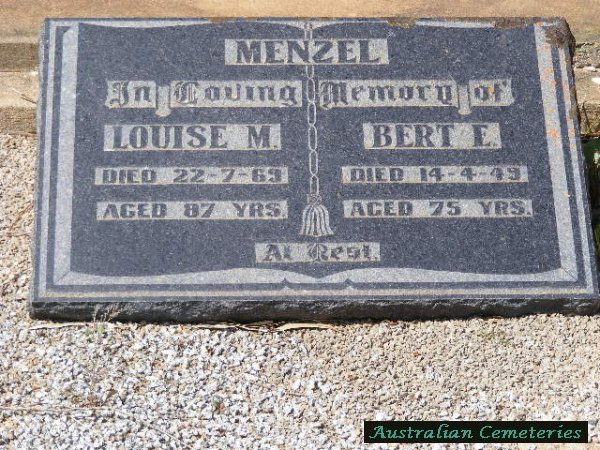 MENZEL
In Loving Memory of
LOUISE M.
DIED 22-7-69
AGED 87 YRS.
BERT E.
DIED 14-4-49
AGED 75 YRS.
At Rest.
Australian Cemeteries